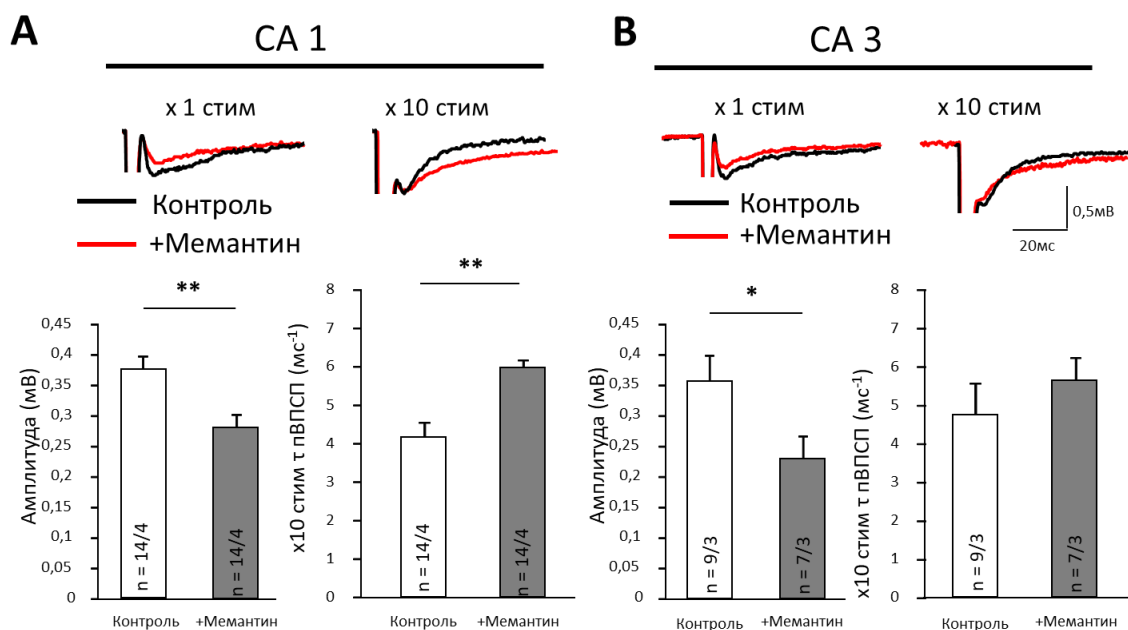 A
СА 1
x 1 стим
x 10 стим
Контроль
+Мемантин
**
0,45
0,4
0,35
0,3
0,25
0,2
0,15
0,1
0,05
0
Амплитуда (мВ)
n = 14/4
n = 14/4
Контроль
+Мемантин
**
8
7
6
5
4
3
2
1
0
x10 стим τ пВПСП (мс⁻¹)
n = 14/4
n = 14/4
Контроль
+Мемантин
B
СА 3
x 1 стим
x 10 стим
Контроль
+Мемантин
0,5мВ
20мс
*
0,45
0,4
0,35
0,3
0,25
0,2
0,15
0,1
0,05
0
Амплитуда (мВ)
n = 9/3
n = 7/3
Контроль
+Мемантин
8
7
6
5
4
3
2
1
0
x10 стим τ пВПСП (мс⁻¹)
n = 9/3
n = 7/3
Контроль
+Мемантин